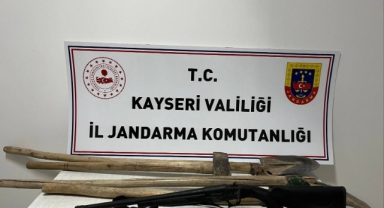 T.C.
KAYSERİ VALİLİĞİ
İL JANDARMA KOMUTANLIĞI